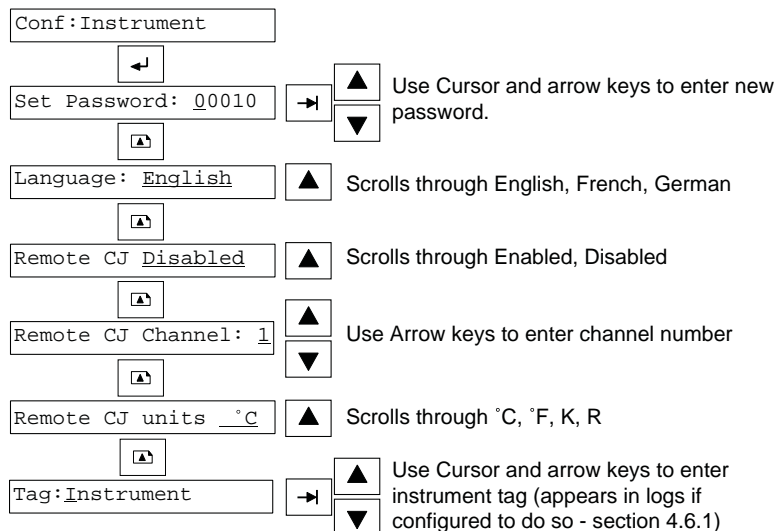 Conf:Instrument
Set Password: 00010
Use Cursor and arrow keys to enter new
password.
Language: English
Scrolls through English, French, German
Remote CJ Disabled
Scrolls through Enabled, Disabled
Remote CJ Channel: 1
Use Arrow keys to enter channel number
Remote CJ units °C
Scrolls through °C, °F, K, R
Tag:Instrument
Use Cursor and arrow keys to enter
instrument tag (appears in logs if
configured to do so - section 4.6.1)